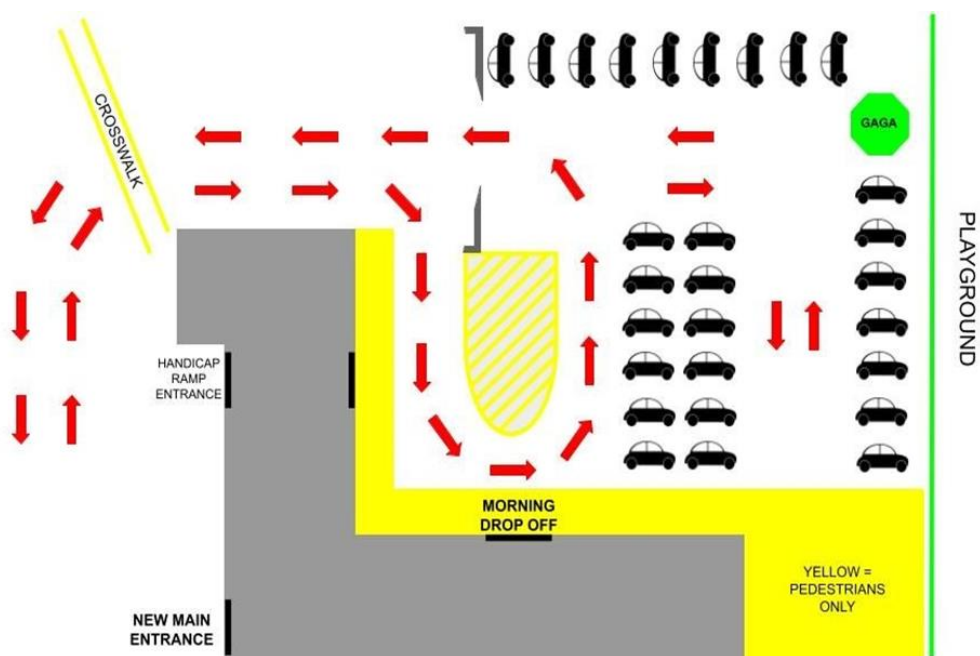 CROSSWALK
GAGA
PLAYGROUND
HANDICAP
RAMP
ENTRANCE
MORNING
DROP OFF
YELLOW =
PEDESTRIANS
ONLY
NEW MAIN
ENTRANCE